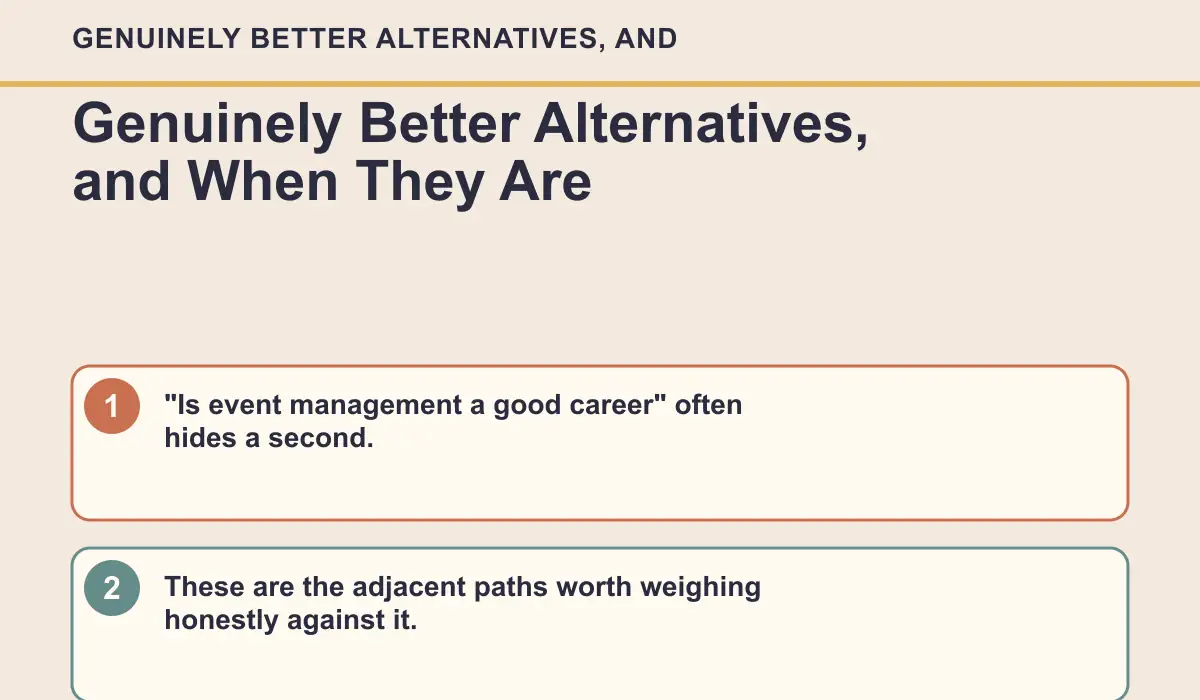 GENUINELY BETTER ALTERNATIVES, AND
Genuinely Better Alternatives,
and When They Are
1
"Is event management a good career" often
hides a second.
2
These are the adjacent paths worth weighing
honestly against it.